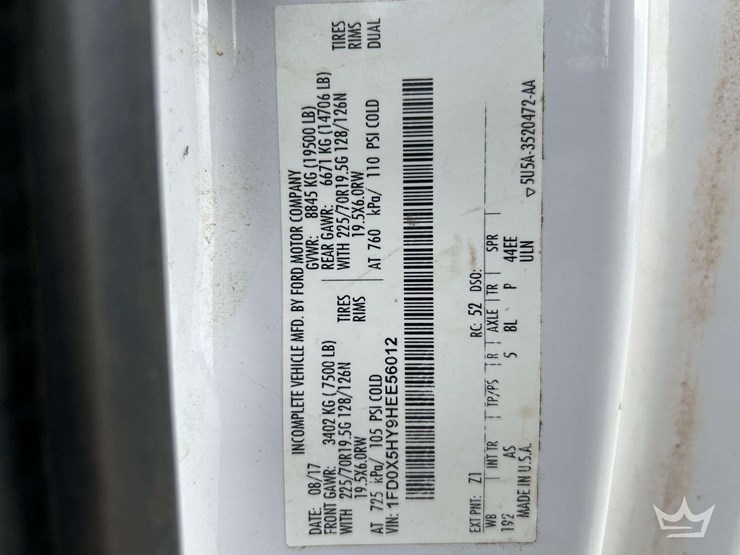 INCOMPLETE VEHICLE MFD. BY FORD MOTOR COMPANY
DATE: 08/17 GVWR: 8845 KG (19500 LB)
FRONT GAWR: 3402 KG (7500 LB) REAR GAWR: 6671 KG (14706 LB)
WITH 225/70R19.5G 128/126N TIRES WITH 225/70R19.5G 128/126N TIRES
19.5X6.0RW RIMS 19.5X6.0RW RIMS
AT 725 kPa/ 105 PSI COLD AT 760 kPa/ 110 PSI COLD DUAL
VIN: 1FD0X5HY9HEE56012
EXT PNT: Z1 RC: 52 DSO:
WB INT TR TP/PS R AXLE TR SPR
192 AS 5 8L P 44EE
MADE IN U.S.A. ULN
▽5U5A-3520472-AA